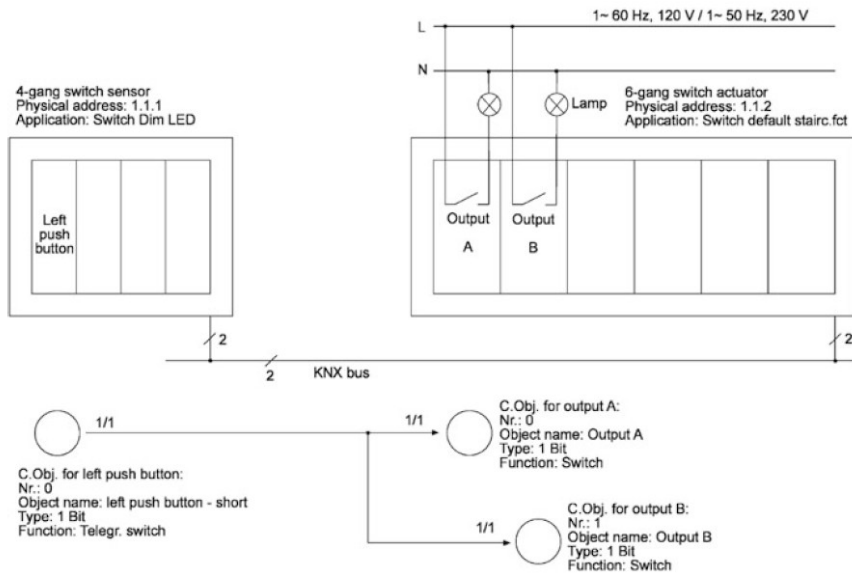 1~ 60 Hz, 120 V / 1~ 50 Hz, 230 V
L
N
4-gang switch sensor
Physical address: 1.1.1
Application: Switch Dim LED
Lamp
6-gang switch actuator
Physical address: 1.1.2
Application: Switch default stairc.fct
Left
push
button
Output
A
Output
B
2
2
2
KNX bus
1/1
1/1
C.Obj. for output A:
Nr.: 0
Object name: Output A
Type: 1 Bit
Function: Switch
C.Obj. for left push button:
Nr.: 0
Object name: left push button - short
Type: 1 Bit
Function: Telegr. switch
1/1
C.Obj. for output B:
Nr.: 1
Object name: Output B
Type: 1 Bit
Function: Switch